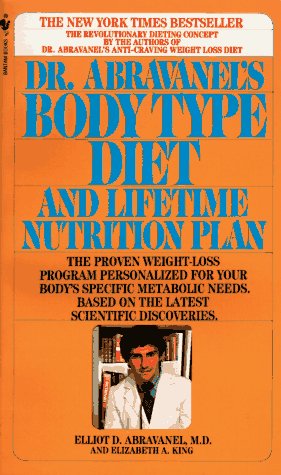 THE NEW YORK TIMES BESTSELLER
THE REVOLUTIONARY DIETING CONCEPT
BY THE AUTHORS OF
DR. ABRAVANEL'S ANTI-CRAVING WEIGHT LOSS DIET
DR. ABRAVANEL'S
BODY TYPE
DIET
AND LIFETIME
NUTRITION PLAN
THE PROVEN WEIGHT-LOSS
PROGRAM PERSONALIZED FOR YOUR
BODY'S SPECIFIC METABOLIC NEEDS.
BASED ON THE LATEST
SCIENTIFIC DISCOVERIES.
ELLIOT D. ABRAVANEL, M.D.
AND ELIZABETH A. KING